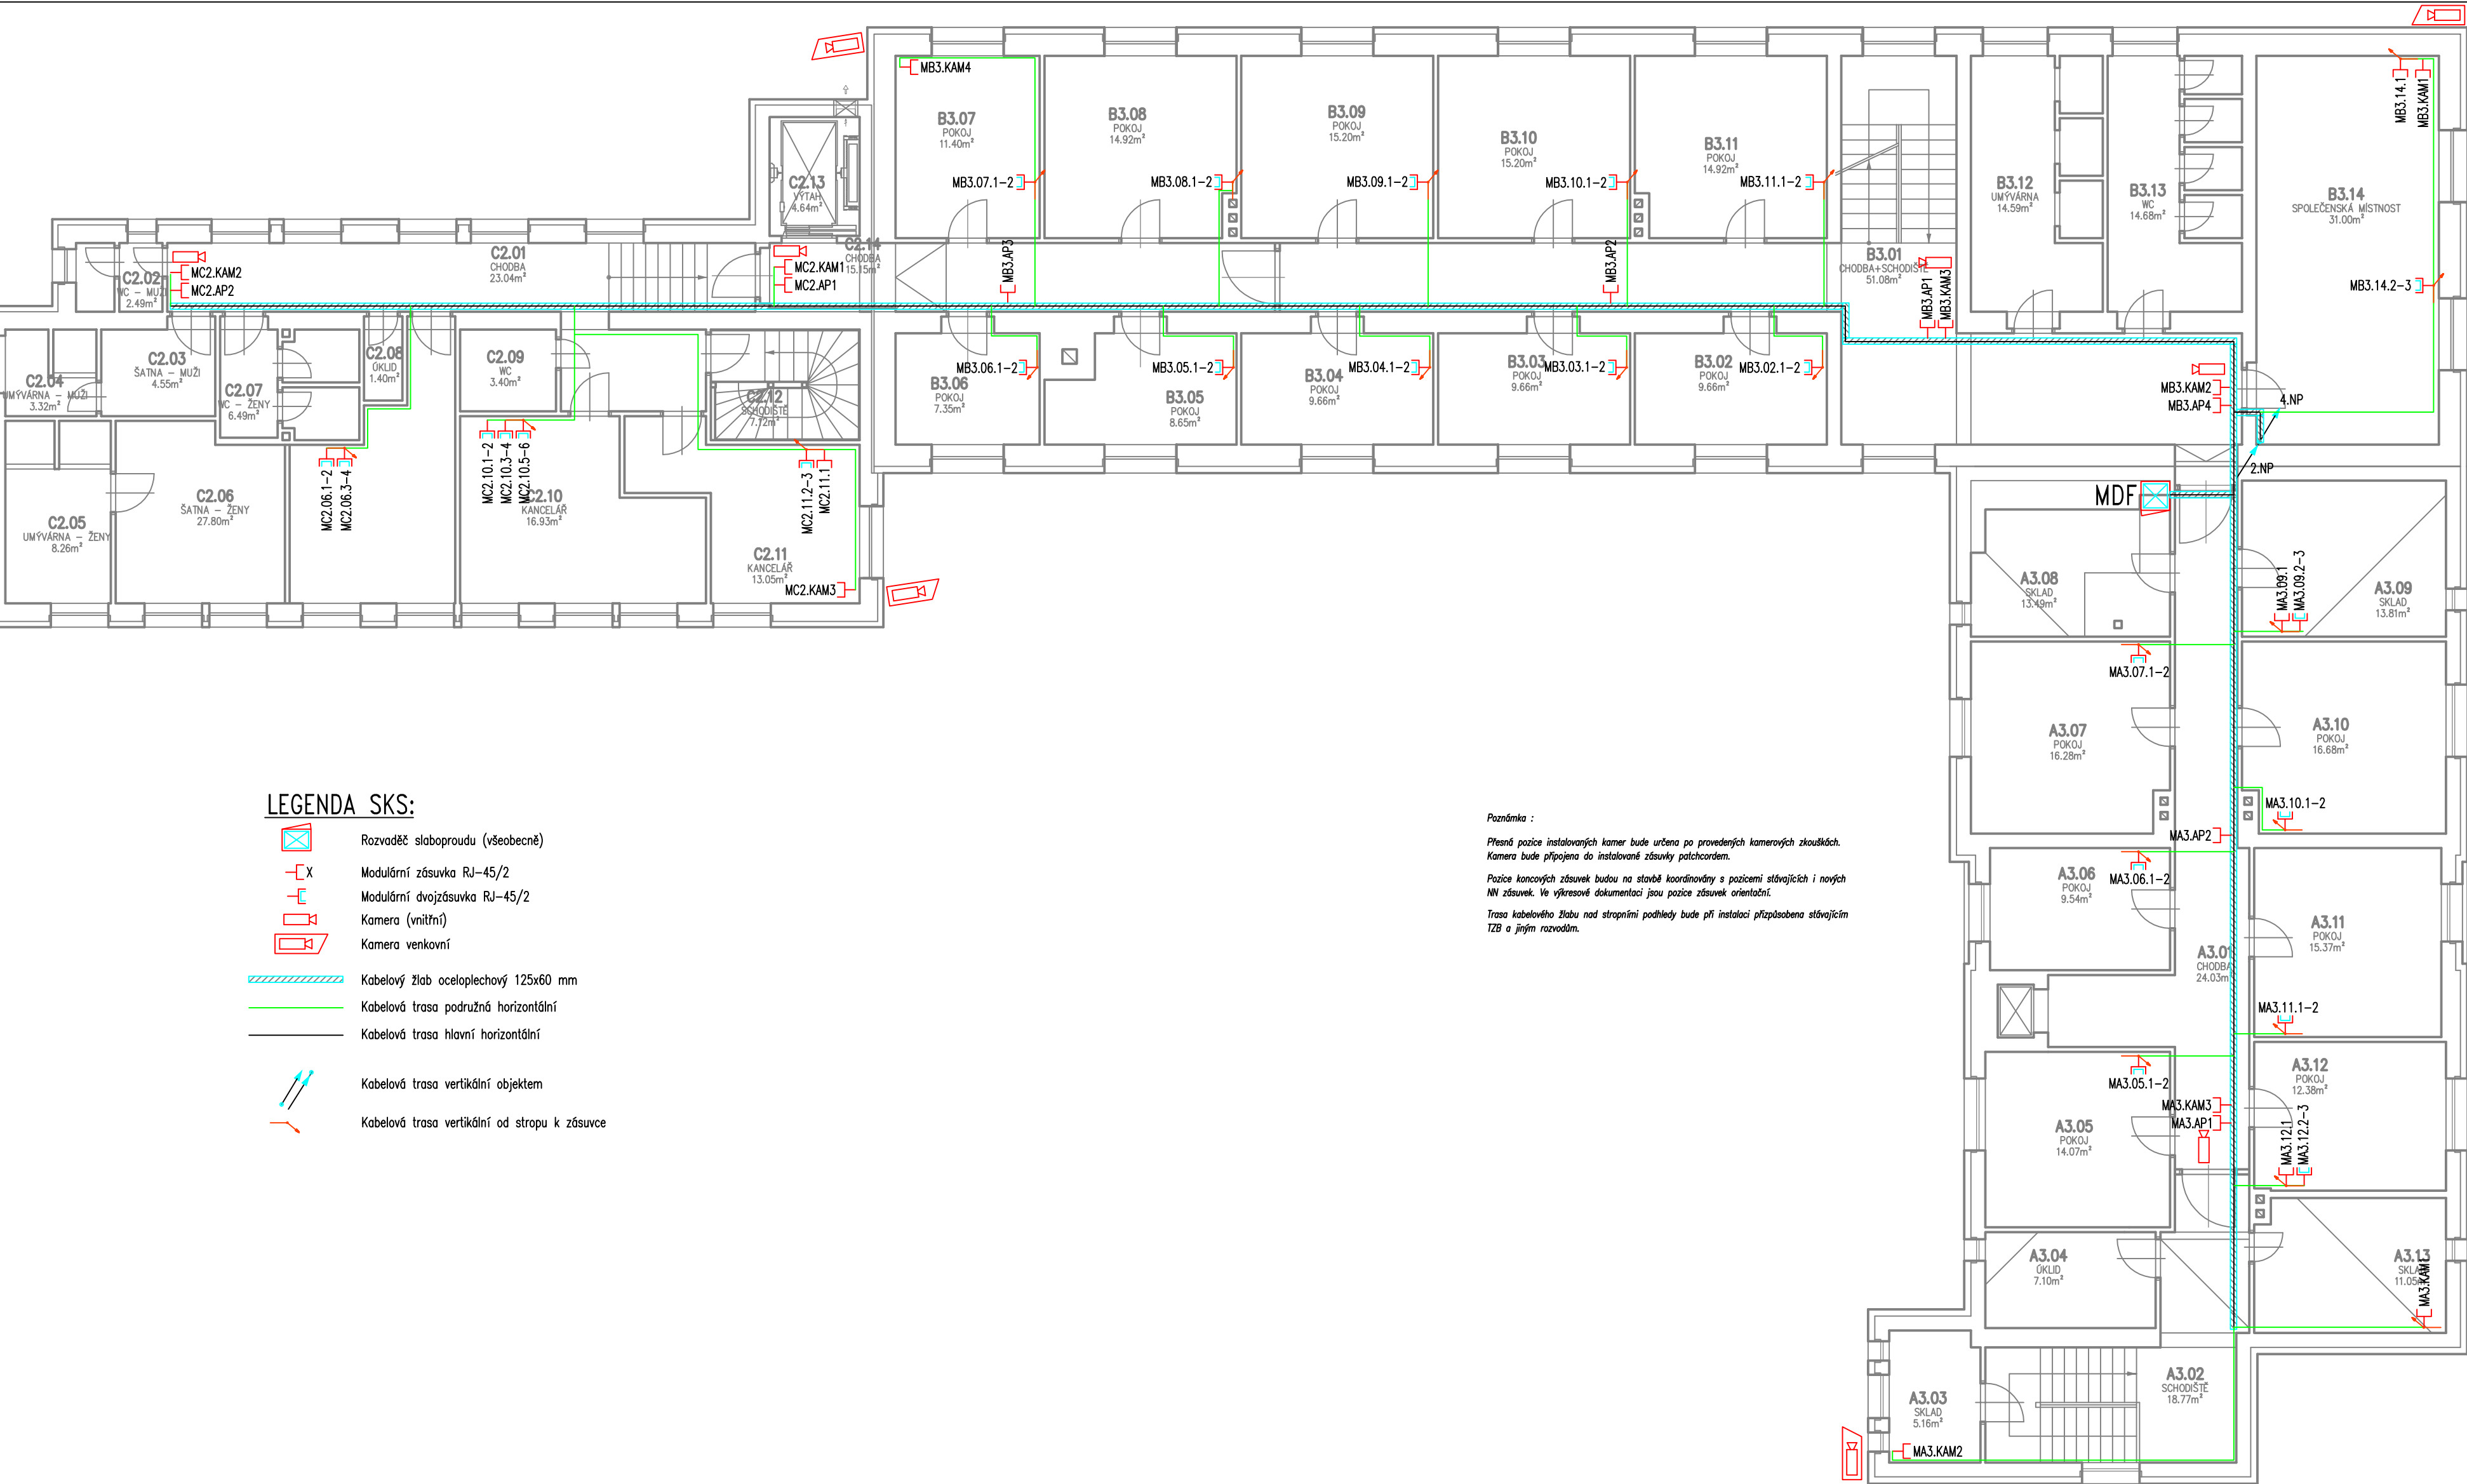 MB3.KAM4
B3.07
POKOJ
11.40m²
MB3.07.1-2
B3.08
POKOJ
14.92m²
MB3.08.1-2
B3.09
POKOJ
15.20m²
MB3.09.1-2
B3.10
POKOJ
15.20m²
MB3.10.1-2
B3.11
POKOJ
14.92m²
MB3.11.1-2
B3.12
UMÝVÁRNA
14.59m²
B3.13
WC
14.68m²
MB3.14.1
MB3.KAM1
B3.14
SPOLEČENSKÁ MÍSTNOST
31.00m²
MB3.14.2-3
C2.13
VÝTAH
4.64m²
C2.14
CHODBA
15.15m²
C2.01
CHODBA
23.04m²
C2.02
WC - MUŽI
2.49m²
MC2.KAM2
MC2.AP2
MC2.KAM1
MC2.AP1
MB3.AP3
MB3.AP2
B3.01
CHODBA+SCHODIŠTĚ
51.08m²
MB3.AP1
MB3.KAM3
C2.03
ŠATNA - MUŽI
4.55m²
C2.04
UMÝVÁRNA - MUŽI
3.32m²
C2.07
WC - ŽENY
6.49m²
C2.08
ÚKLID
1.40m²
C2.09
WC
3.40m²
C2.12
SCHODIŠTĚ
7.72m²
B3.06
POKOJ
7.35m²
MB3.06.1-2
B3.05
POKOJ
8.65m²
MB3.05.1-2
B3.04
POKOJ
9.66m²
MB3.04.1-2
B3.03
POKOJ
9.66m²
MB3.03.1-2
B3.02
POKOJ
9.66m²
MB3.02.1-2
MB3.KAM2
MB3.AP4
4.NP
2.NP
MDF
C2.05
UMÝVÁRNA - ŽENY
8.26m²
C2.06
ŠATNA - ŽENY
27.80m²
MC2.06.1-2
MC2.06.3-4
MC2.10.1-2
MC2.10.3-4
MC2.10.5-6
C2.10
KANCELÁŘ
16.93m²
MC2.11.2-3
MC2.11.1
C2.11
KANCELÁŘ
13.05m²
MC2.KAM3
A3.08
SKLAD
13.49m²
MA3.09.1
MA3.09.2-3
A3.09
SKLAD
13.81m²
MA3.07.1-2
A3.07
POKOJ
16.28m²
A3.10
POKOJ
16.68m²
MA3.10.1-2
MA3.AP2
MA3.06.1-2
A3.06
POKOJ
9.54m²
A3.11
POKOJ
15.37m²
MA3.11.1-2
A3.01
CHODBA
24.03m²
A3.12
POKOJ
12.38m²
MA3.05.1-2
MA3.KAM3
MA3.AP1
A3.05
POKOJ
14.07m²
MA3.12.1
MA3.12.2-3
A3.04
ÚKLID
7.10m²
A3.13
SKLAD
11.05m²
MA3.KAM1
A3.02
SCHODIŠTĚ
18.77m²
A3.03
SKLAD
5.16m²
MA3.KAM2
LEGENDA SKS:
Rozvaděč slaboproudu (všeobecně)
X Modulární zásuvka RJ-45/2
Modulární dvojzásuvka RJ-45/2
Kamera (vnitřní)
Kamera venkovní
Kabelový žlab oceloplechový 125x60 mm
Kabelová trasa podružná horizontální
Kabelová trasa hlavní horizontální
Kabelová trasa vertikální objektem
Kabelová trasa vertikální od stropu k zásuvce
Poznámka :
Přesná pozice instalovaných kamer bude určena po provedených kamerových zkouškách.
Kamera bude připojena do instalované zásuvky patchcordem.
Pozice koncových zásuvek budou na stavbě koordinovány s pozicemi stávajících i nových
NN zásuvek. Ve výkresové dokumentaci jsou pozice zásuvek orientační.
Trasa kabelového žlabu nad stropními podhledy bude při instalaci přizpůsobena stávajícím
TZB a jiným rozvodům.